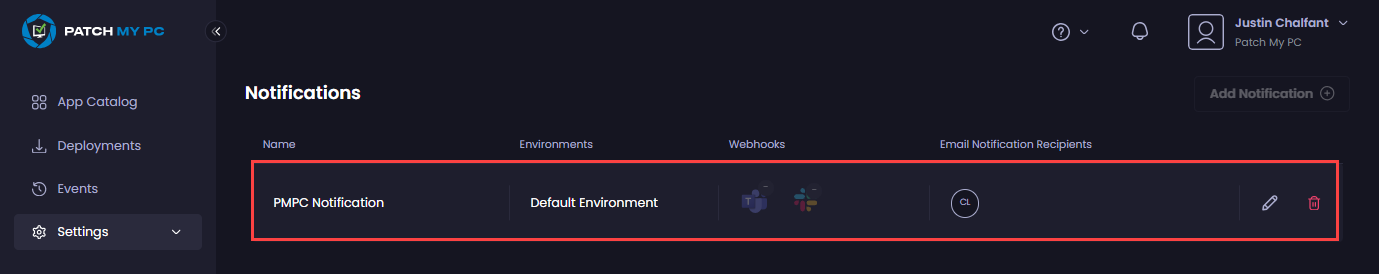 PATCH MY PC
Justin Chalfant
Patch My PC
App Catalog
Deployments
Events
Settings
Notifications
Add Notification
Name Environments Webhooks Email Notification Recipients
PMPC Notification Default Environment T CL